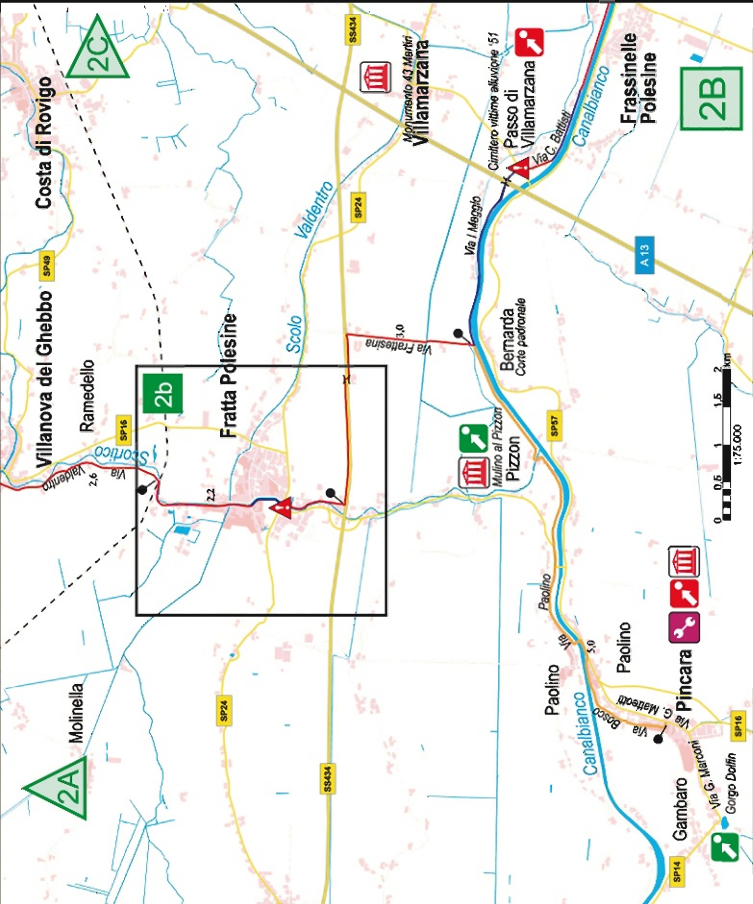 2C
Costa di Rovigo
SP49
Villanova del Ghebbo
Ramedello
SP16
Scortico
Via
Valdentro
2,6
2b
Fratta Polesine
2,2
Scolo
Valdentro
SS434
SP24
Monumento 43 Martiri
Villamarzana
Cimitero vittime alluvione '51
Passo di
Villamarzana
Via C. Battisti
Canalbianco
Frassinelle
Polesine
2B
Via I Maggio
A 13
3,0
Via Frattesina
Bernarda
Corte padronale
SP57
Mulino al Pizzon
Pizzon
0
0,5
1
1,5
2
km
1:75.000
2A
Molinella
SP24
SS434
Paolino
Via
5,0
Paolino
Paolino
Canalbianco
Via
Bosco
Via G. Matteotti
Pincara
SP16
Via G. Marconi
Gorgo Dolfin
Gambaro
SP14